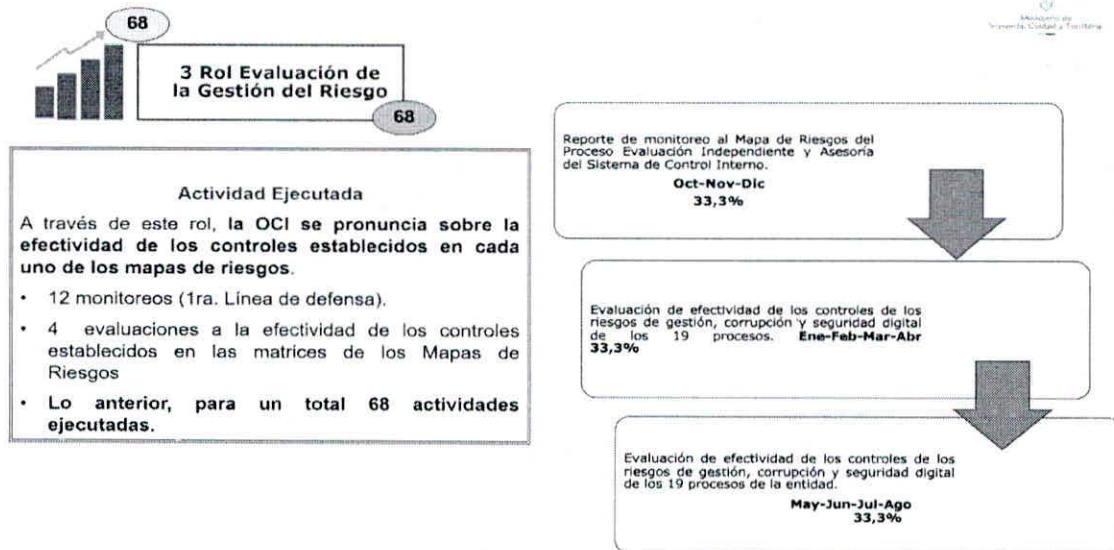 68
3 Rol Evaluación de
la Gestión del Riesgo
68
Actividad Ejecutada
A través de este rol, la OCI se pronuncia sobre la
efectividad de los controles establecidos en cada
uno de los mapas de riesgos.
• 12 monitoreos (1ra. Línea de defensa).
• 4 evaluaciones a la efectividad de los controles
establecidos en las matrices de los Mapas de
Riesgos
• Lo anterior, para un total 68 actividades
ejecutadas.
Reporte de monitoreo al Mapa de Riesgos del
Proceso Evaluación Independiente y Asesoría
del Sistema de Control Interno.
Oct-Nov-Dic
33,3%
Evaluación de efectividad de los controles de los
riesgos de gestión, corrupción y seguridad digital
de los 19 procesos. Ene-Feb-Mar-Abr
33,3%
Evaluación de efectividad de los controles de los
riesgos de gestión, corrupción y seguridad digital
de los 19 procesos de la entidad.
May-Jun-Jul-Ago
33,3%